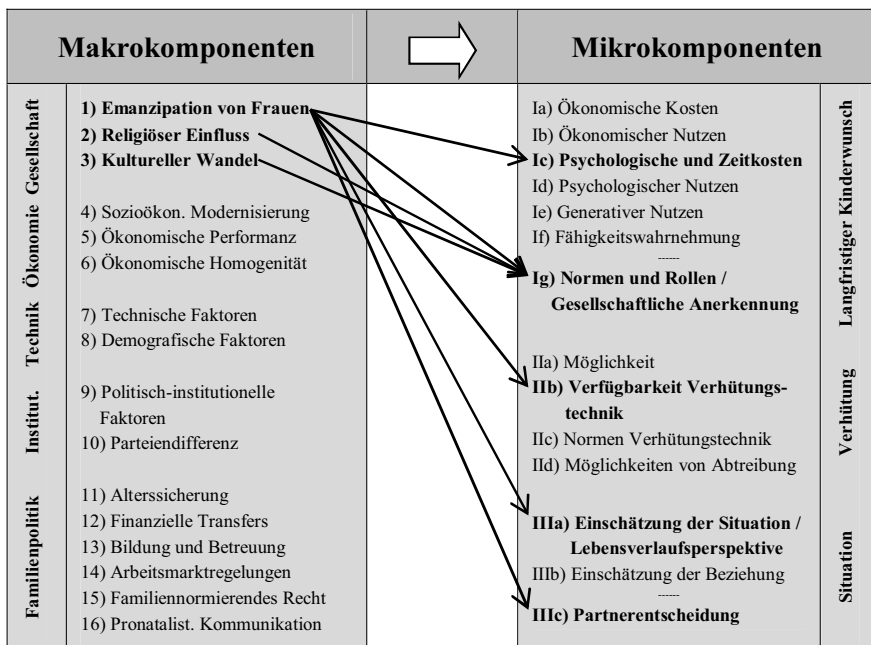 Makrokomponenten
Mikrokomponenten
Gesellschaft
1) Emanzipation von Frauen
2) Religiöser Einfluss
3) Kultureller Wandel
Ökonomie
4) Sozioökon. Modernisierung
5) Ökonomische Performanz
6) Ökonomische Homogenität
Technik
7) Technische Faktoren
8) Demografische Faktoren
Institut.
9) Politisch-institutionelle
Faktoren
10) Parteiendifferenz
Familienpolitik
11) Alterssicherung
12) Finanzielle Transfers
13) Bildung und Betreuung
14) Arbeitsmarktregelungen
15) Familiennormierendes Recht
16) Pronatalist. Kommunikation
Ia) Ökonomische Kosten
Ib) Ökonomischer Nutzen
Ic) Psychologische und Zeitkosten
Id) Psychologischer Nutzen
Ie) Generativer Nutzen
If) Fähigkeitswahrnehmung
------
Ig) Normen und Rollen /
Gesellschaftliche Anerkennung
Langfristiger Kinderwunsch
IIa) Möglichkeit
IIb) Verfügbarkeit Verhütungs-
technik
IIc) Normen Verhütungstechnik
IId) Möglichkeiten von Abtreibung
Verhütung
IIIa) Einschätzung der Situation /
Lebensverlaufsperspektive
IIIb) Einschätzung der Beziehung
------
IIIc) Partnerentscheidung
Situation